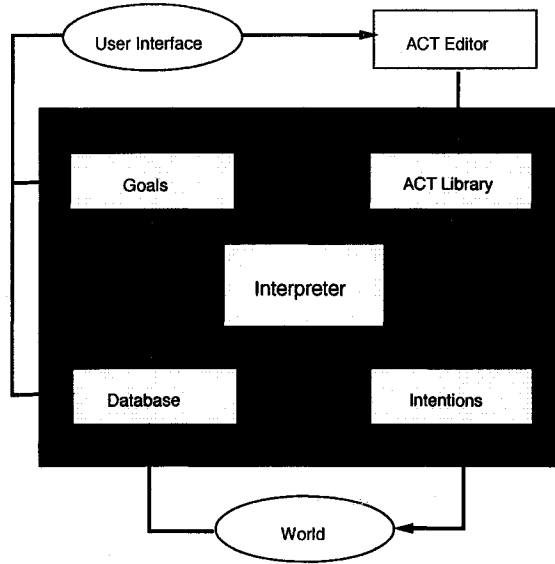 User Interface
ACT Editor
Goals
ACT Library
Interpreter
Database
Intentions
World